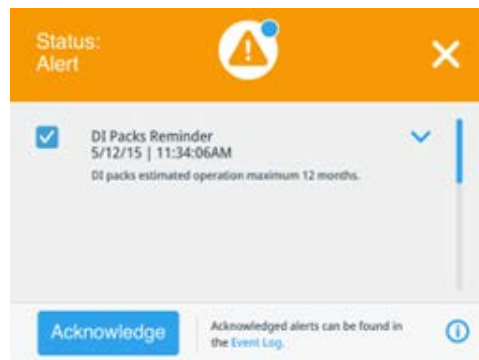 Status:
Alert
DI Packs Reminder
5/12/15 | 11:34:06AM
DI packs estimated operation maximum 12 months.
Acknowledge
Acknowledged alerts can be found in
the Event Log.